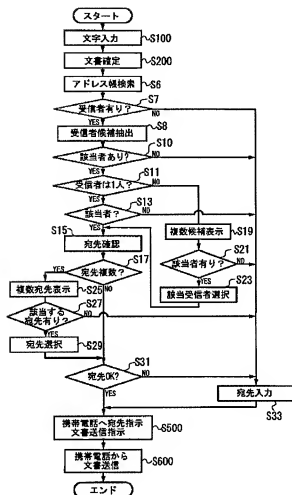 スタート
文字入力 S100
文書確定 S200
アドレス帳検索 S6
受信者有り? S7
YES NO
受信者候補抽出 S8
該当者あり? S10
YES NO
受信者は1人? S11
YES NO
該当者? S13
YES NO
複数候補表示 S19
S15 宛先確認
該当者有り? S21
YES NO
宛先複数? S17
YES NO
該当受信者選択 S23
複数宛先表示 S25
該当する宛先有り? S27
YES NO
宛先選択 S29
宛先OK? S31
YES NO
宛先入力 S33
携帯電話へ宛先指示
文書送信指示 S500
携帯電話から
文書送信 S600
エンド